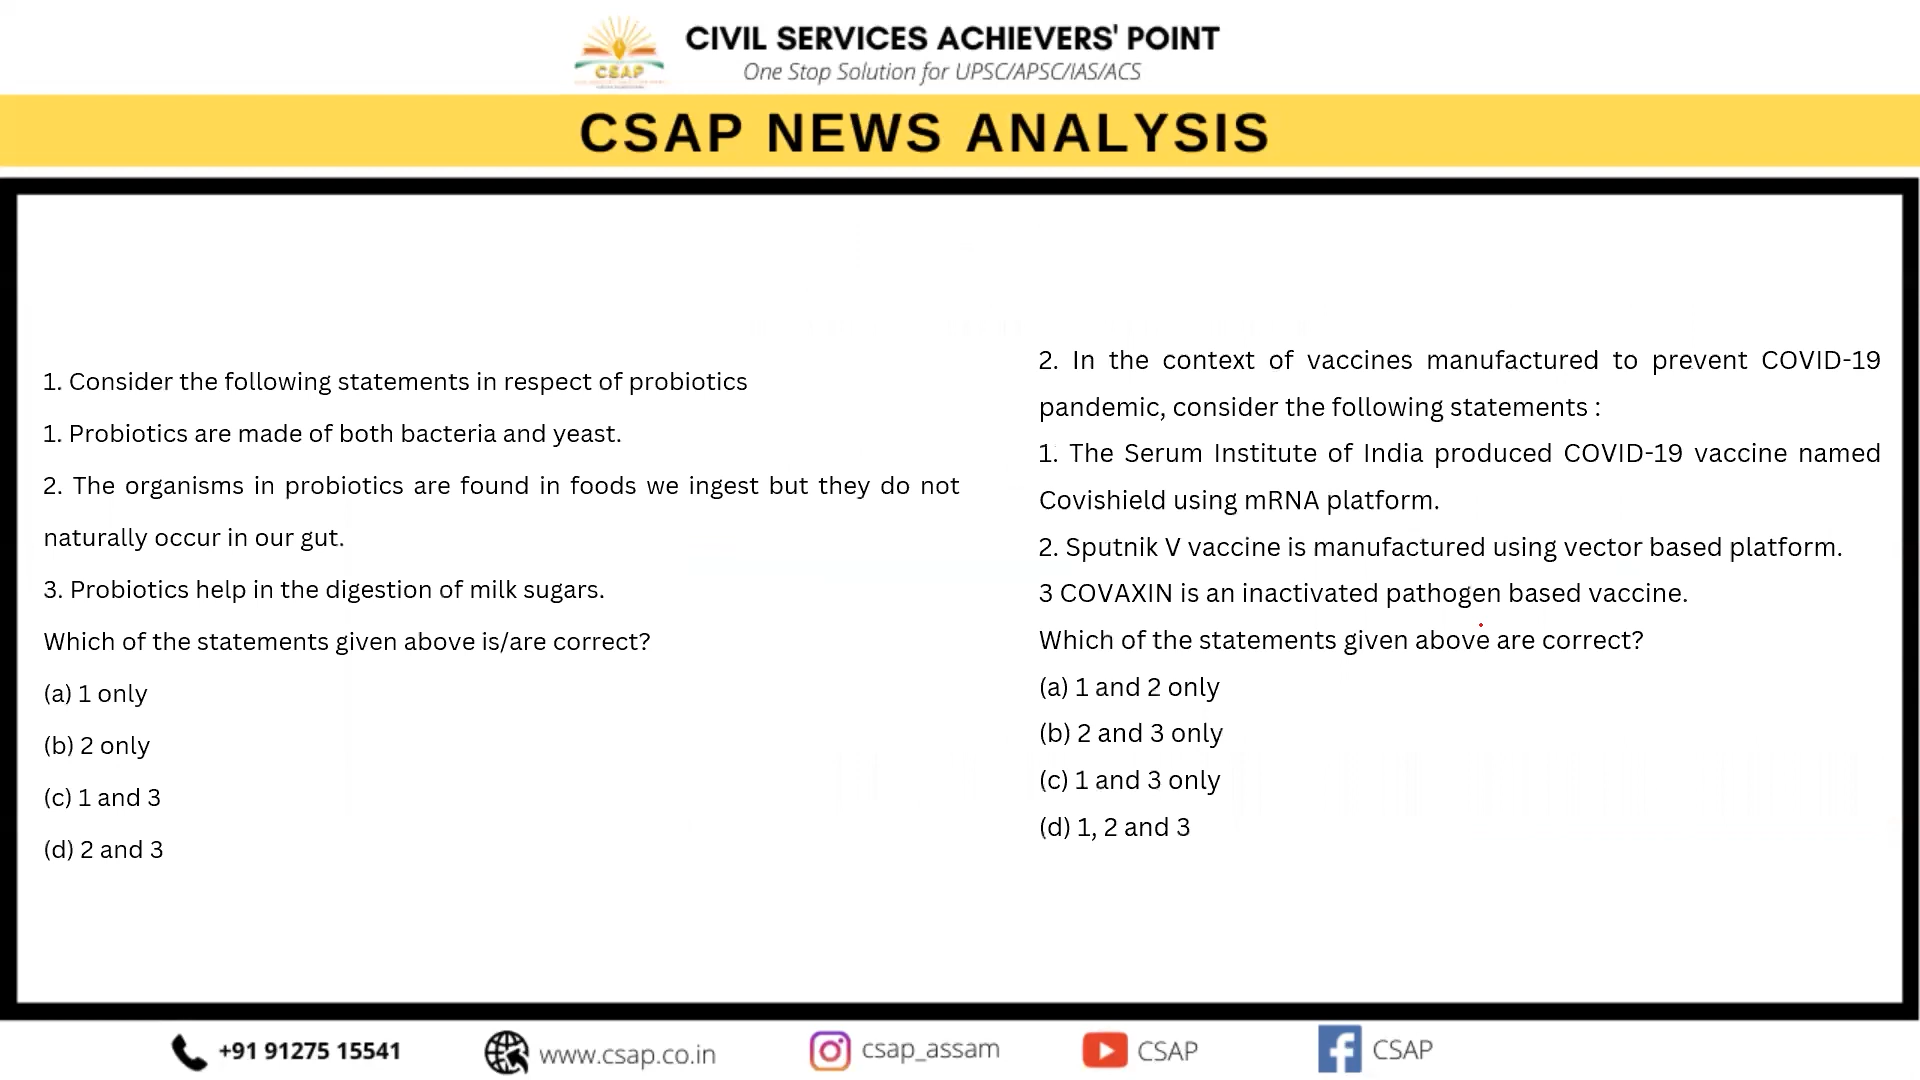 CSAP
CIVIL SERVICES ACHIEVERS' POINT
One Stop Solution for UPSC/APSC/IAS/ACS
CSAP NEWS ANALYSIS
1. Consider the following statements in respect of probiotics
1. Probiotics are made of both bacteria and yeast.
2. The organisms in probiotics are found in foods we ingest but they do not
naturally occur in our gut.
3. Probiotics help in the digestion of milk sugars.
Which of the statements given above is/are correct?
(a) 1 only
(b) 2 only
(c) 1 and 3
(d) 2 and 3
2. In the context of vaccines manufactured to prevent COVID-19
pandemic, consider the following statements :
1. The Serum Institute of India produced COVID-19 vaccine named
Covishield using mRNA platform.
2. Sputnik V vaccine is manufactured using vector based platform.
3 COVAXIN is an inactivated pathogen based vaccine.
Which of the statements given above are correct?
(a) 1 and 2 only
(b) 2 and 3 only
(c) 1 and 3 only
(d) 1, 2 and 3
+91 91275 15541
www.csap.co.in
csap_assam
CSAP
CSAP